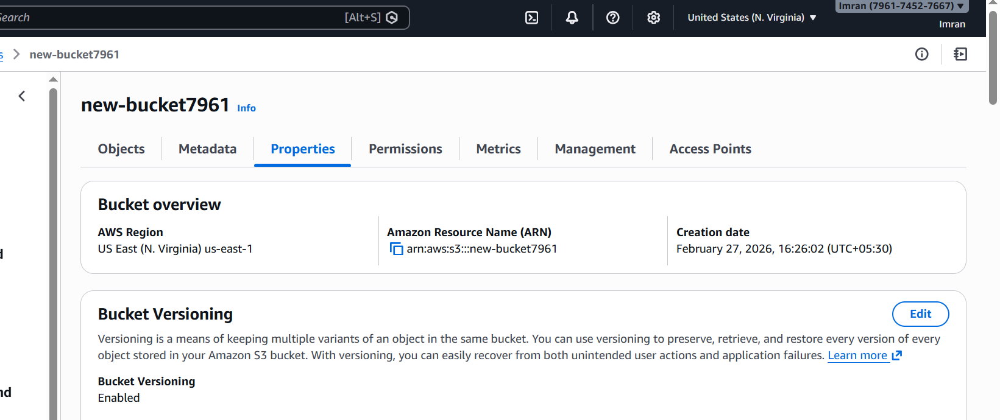 Search [Alt+S] United States (N. Virginia) ▼ Imran (7961-7452-7667) ▼
Imran
s > new-bucket7961
new-bucket7961 Info
Objects Metadata Properties Permissions Metrics Management Access Points
Bucket overview
AWS Region
US East (N. Virginia) us-east-1
Amazon Resource Name (ARN)
arn:aws:s3:::new-bucket7961
Creation date
February 27, 2026, 16:26:02 (UTC+05:30)
Bucket Versioning Edit
Versioning is a means of keeping multiple variants of an object in the same bucket. You can use versioning to preserve, retrieve, and restore every version of every
object stored in your Amazon S3 bucket. With versioning, you can easily recover from both unintended user actions and application failures. Learn more
Bucket Versioning
Enabled